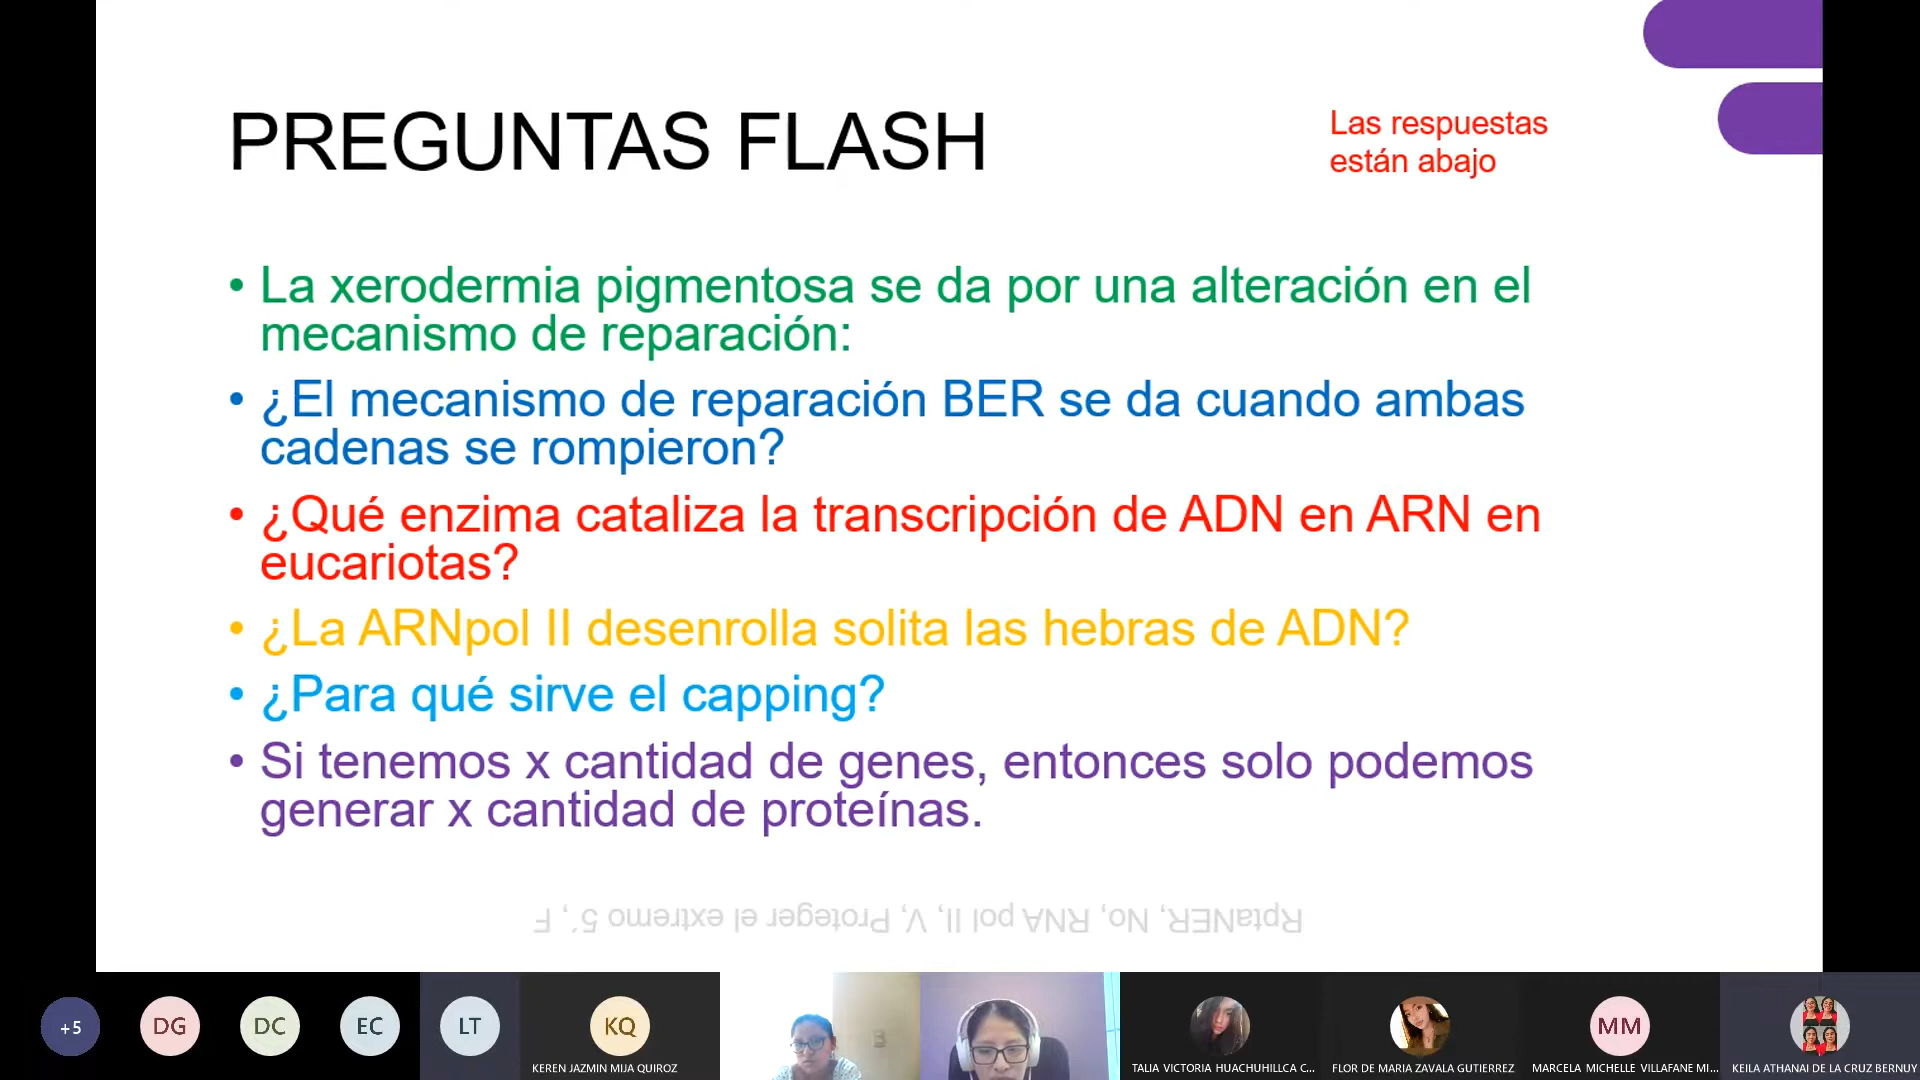 PREGUNTAS FLASH
Las respuestas
están abajo
• La xerodermia pigmentosa se da por una alteración en el
mecanismo de reparación:
• ¿El mecanismo de reparación BER se da cuando ambas
cadenas se rompieron?
• ¿Qué enzima cataliza la transcripción de ADN en ARN en
eucariotas?
• ¿La ARNpol II desenrolla solita las hebras de ADN?
• ¿Para qué sirve el capping?
• Si tenemos x cantidad de genes, entonces solo podemos
generar x cantidad de proteínas.
RptaNER, No, RNA pol II, V, Proteger el extremo 5´, F
+5
DG
DC
EC
LT
KQ
KEREN JAZMIN MIJA QUIROZ
TALIA VICTORIA HUACHUHILLCA C...
FLOR DE MARIA ZAVALA GUTIERREZ
MM
MARCELA MICHELLE VILLAFANE MI...
KEILA ATHANAI DE LA CRUZ BERNUY